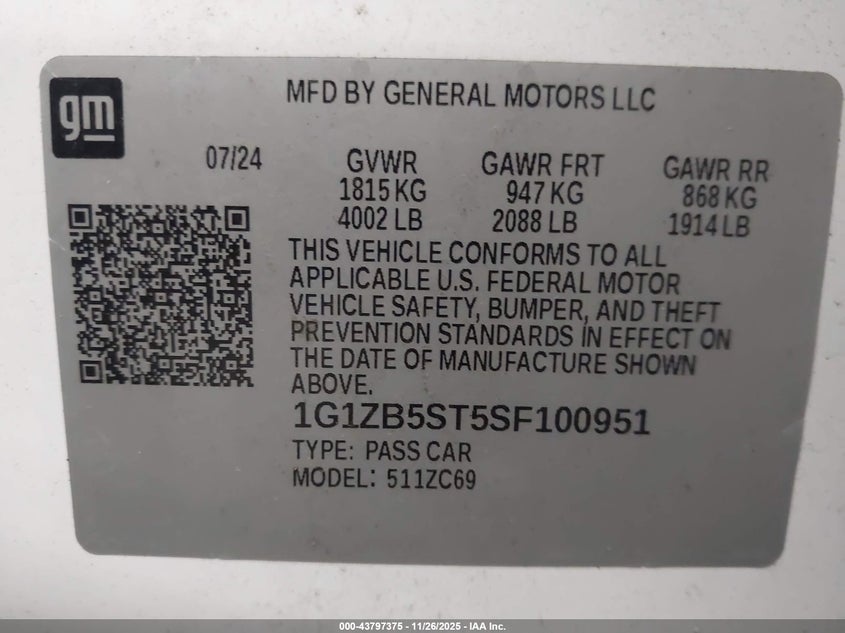 gm
MFD BY GENERAL MOTORS LLC
07/24 GVWR GAWR FRT GAWR RR
1815 KG 947 KG 868 KG
4002 LB 2088 LB 1914 LB
THIS VEHICLE CONFORMS TO ALL
APPLICABLE U.S. FEDERAL MOTOR
VEHICLE SAFETY, BUMPER, AND THEFT
PREVENTION STANDARDS IN EFFECT ON
THE DATE OF MANUFACTURE SHOWN
ABOVE.
1G1ZB5ST5SF100951
TYPE: PASS CAR
MODEL: 511ZC69
000-43797375 - 11/26/2025 - IAA Inc.